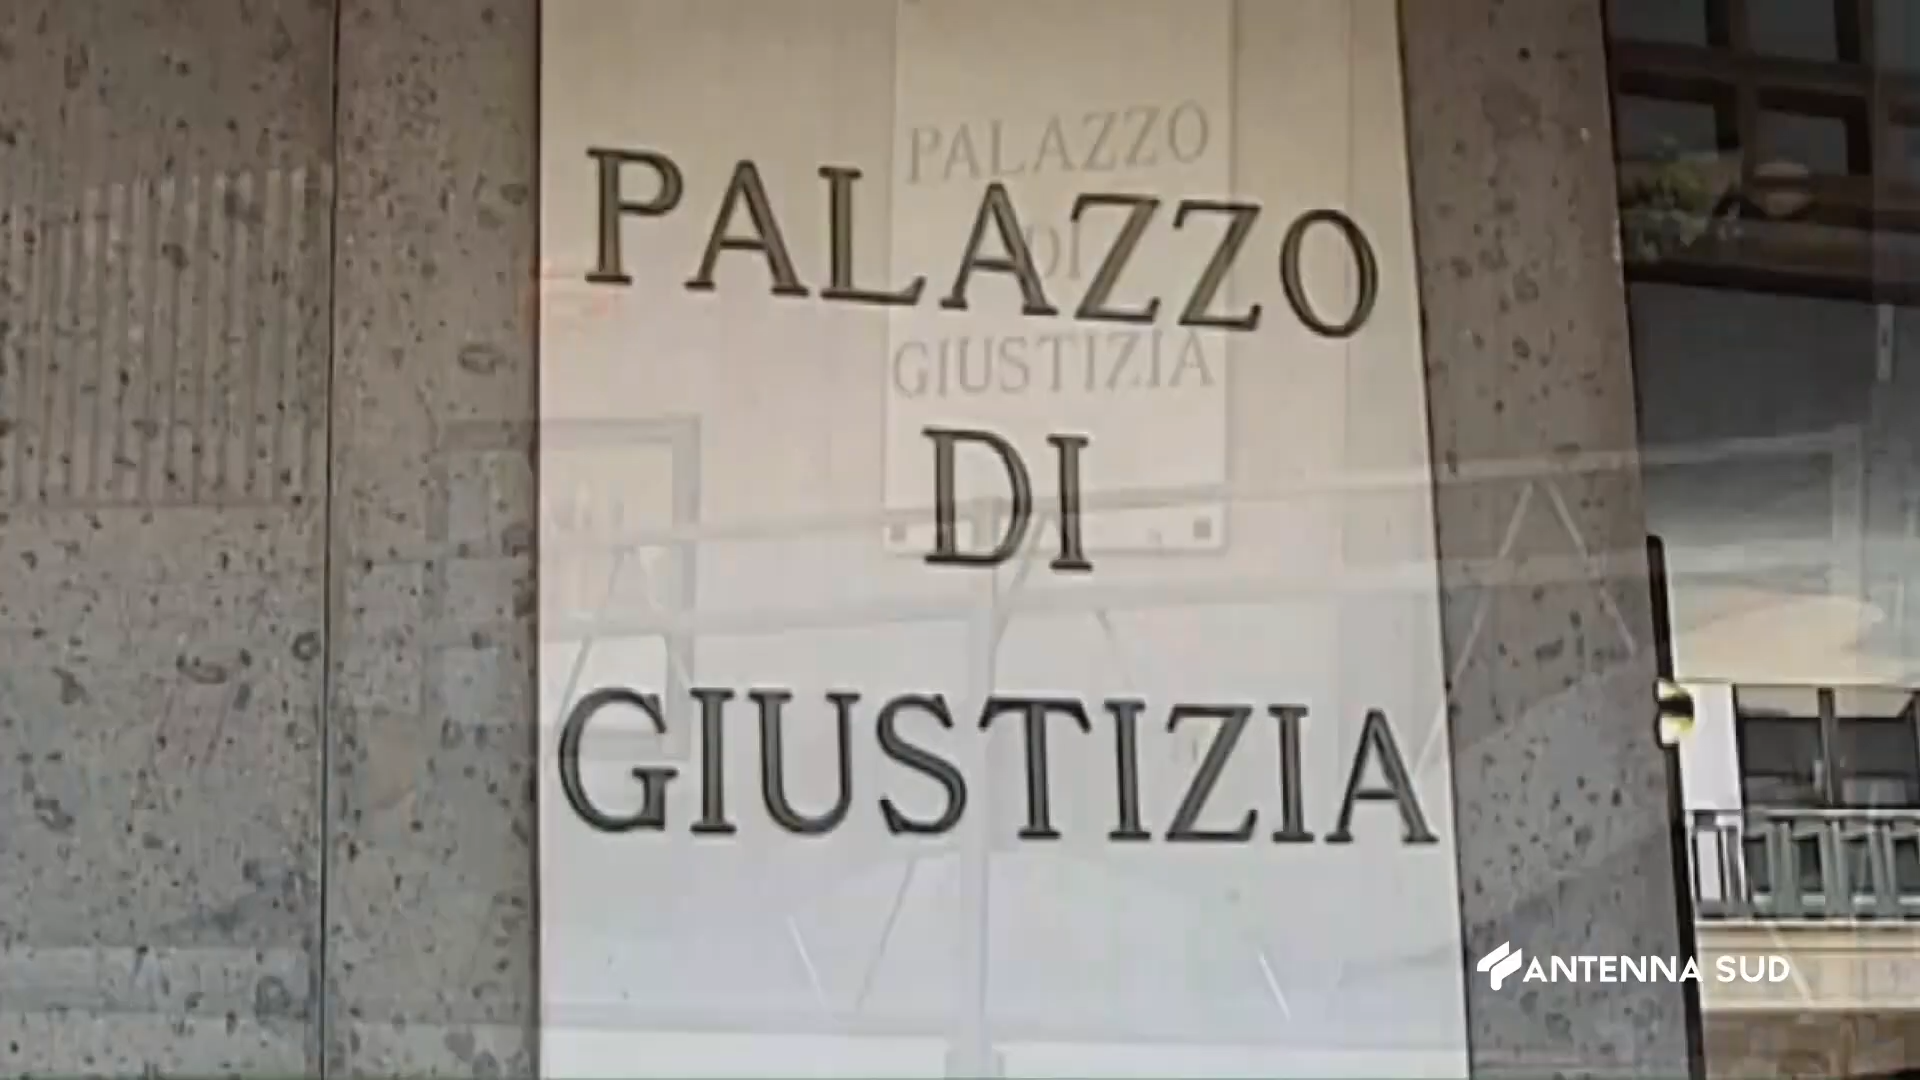 PALAZZO
DI
GIUSTIZIA
PALAZZO
DI
GIUSTIZIA
ANTENNA SUD